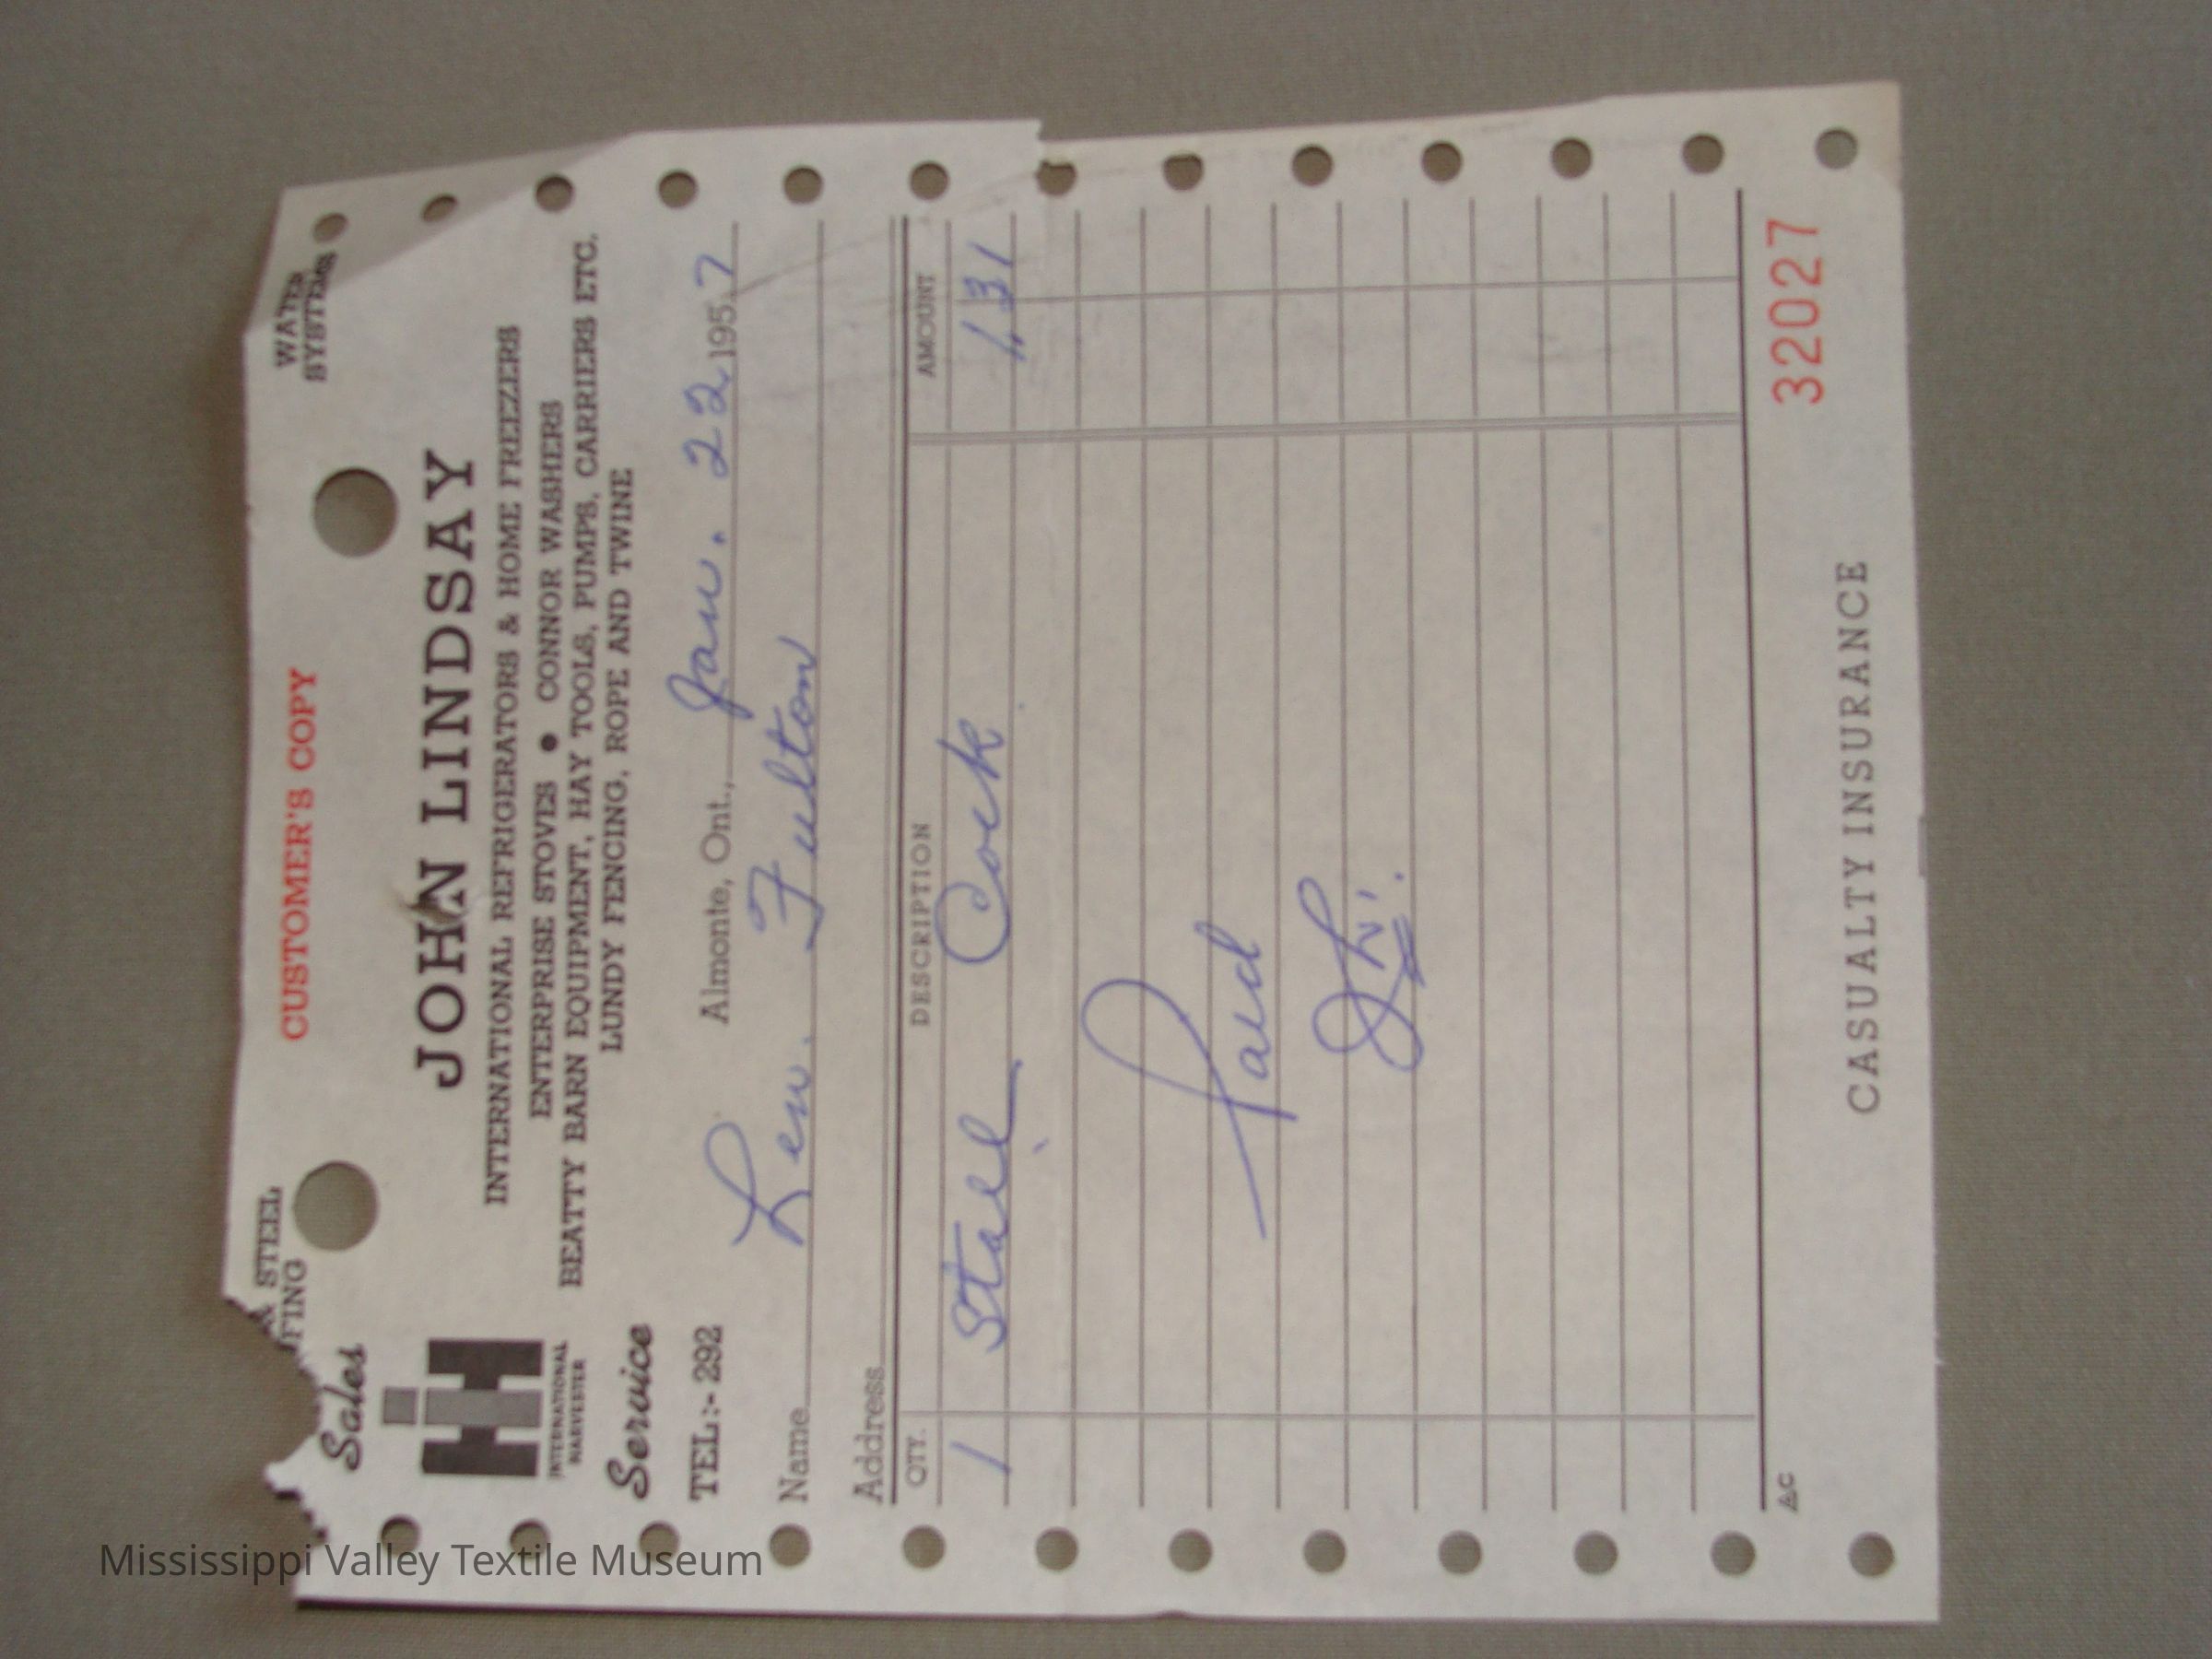 WATER
SYSTEMS
CUSTOMER'S COPY
& STEEL
Sales
JOHN LINDSAY
INTERNATIONAL REFRIGERATORS & HOME FREEZERS
ENTERPRISE STOVES ● CONNOR WASHERS
INTERNATIONAL
HARVESTER
BEATTY BARN EQUIPMENT, HAY TOOLS, PUMPS, CARRIERS ETC.
LUNDY FENCING, ROPE AND TWINE
Service
TEL:- 292
Almonte, Ont., Jan. 22 1957
Name Lew. Fulton
Address
QTY. DESCRIPTION AMOUNT
1 Stall Cock 1.31
Paid
AC
32027
CASUALTY INSURANCE
Mississippi Valley Textile Museum